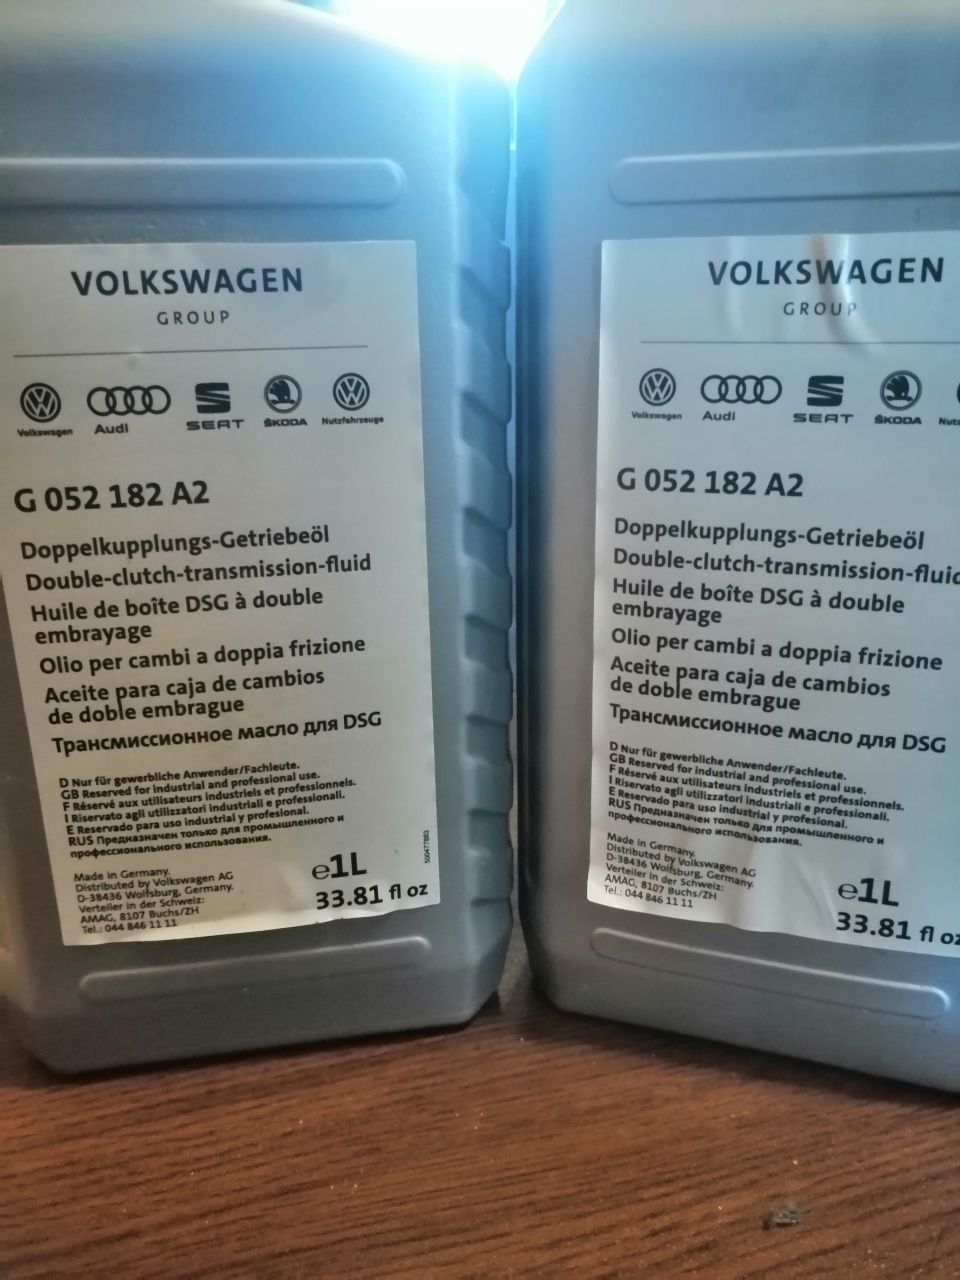 VOLKSWAGEN
GROUP
Volkswagen
Audi
SEAT
ŠKODA
Nutzfahrzeuge
G 052 182 A2
Doppelkupplungs-Getriebeöl
Double-clutch-transmission-fluid
Huile de boîte DSG à double
embrayage
Olio per cambi a doppia frizione
Aceite para caja de cambios
de doble embrague
Трансмиссионное масло для DSG
D Nur für gewerbliche Anwender/Fachleute.
GB Reserved for industrial and professional use.
F Réservé aux utilisateurs industriels et professionnels.
I Riservato agli utilizzatori industriali e professionali.
E Reservado para uso industrial y profesional.
RUS Предназначен только для промышленного и
профессионального использования.
Made in Germany.
Distributed by Volkswagen AG
D-38436 Wolfsburg, Germany.
Verteiler in der Schweiz:
AMAG, 8107 Buchs/ZH
Tel.: 044 846 11 11
e1L
33.81 fl oz
VOLKSWAGEN
GROUP
Volkswagen
Audi
SEAT
ŠKODA
Nut
G 052 182 A2
Doppelkupplungs-Getriebeöl
Double-clutch-transmission-fluid
Huile de boîte DSG à double
embrayage
Olio per cambi a doppia frizione
Aceite para caja de cambios
de doble embrague
Трансмиссионное масло для DSG
D Nur für gewerbliche Anwender/Fachleute.
GB Reserved for industrial and professional use.
F Réservé aux utilisateurs industriels et professionnels.
I Riservato agli utilizzatori industriali e professionali.
E Reservado para uso industrial y profesional.
RUS Предназначен только для промышленного и
профессионального использования.
Made in Germany.
Distributed by Volkswagen AG
D-38436 Wolfsburg, Germany.
Verteiler in der Schweiz:
AMAG, 8107 Buchs/ZH
Tel.: 044 846 11 11
e1L
33.81 fl oz